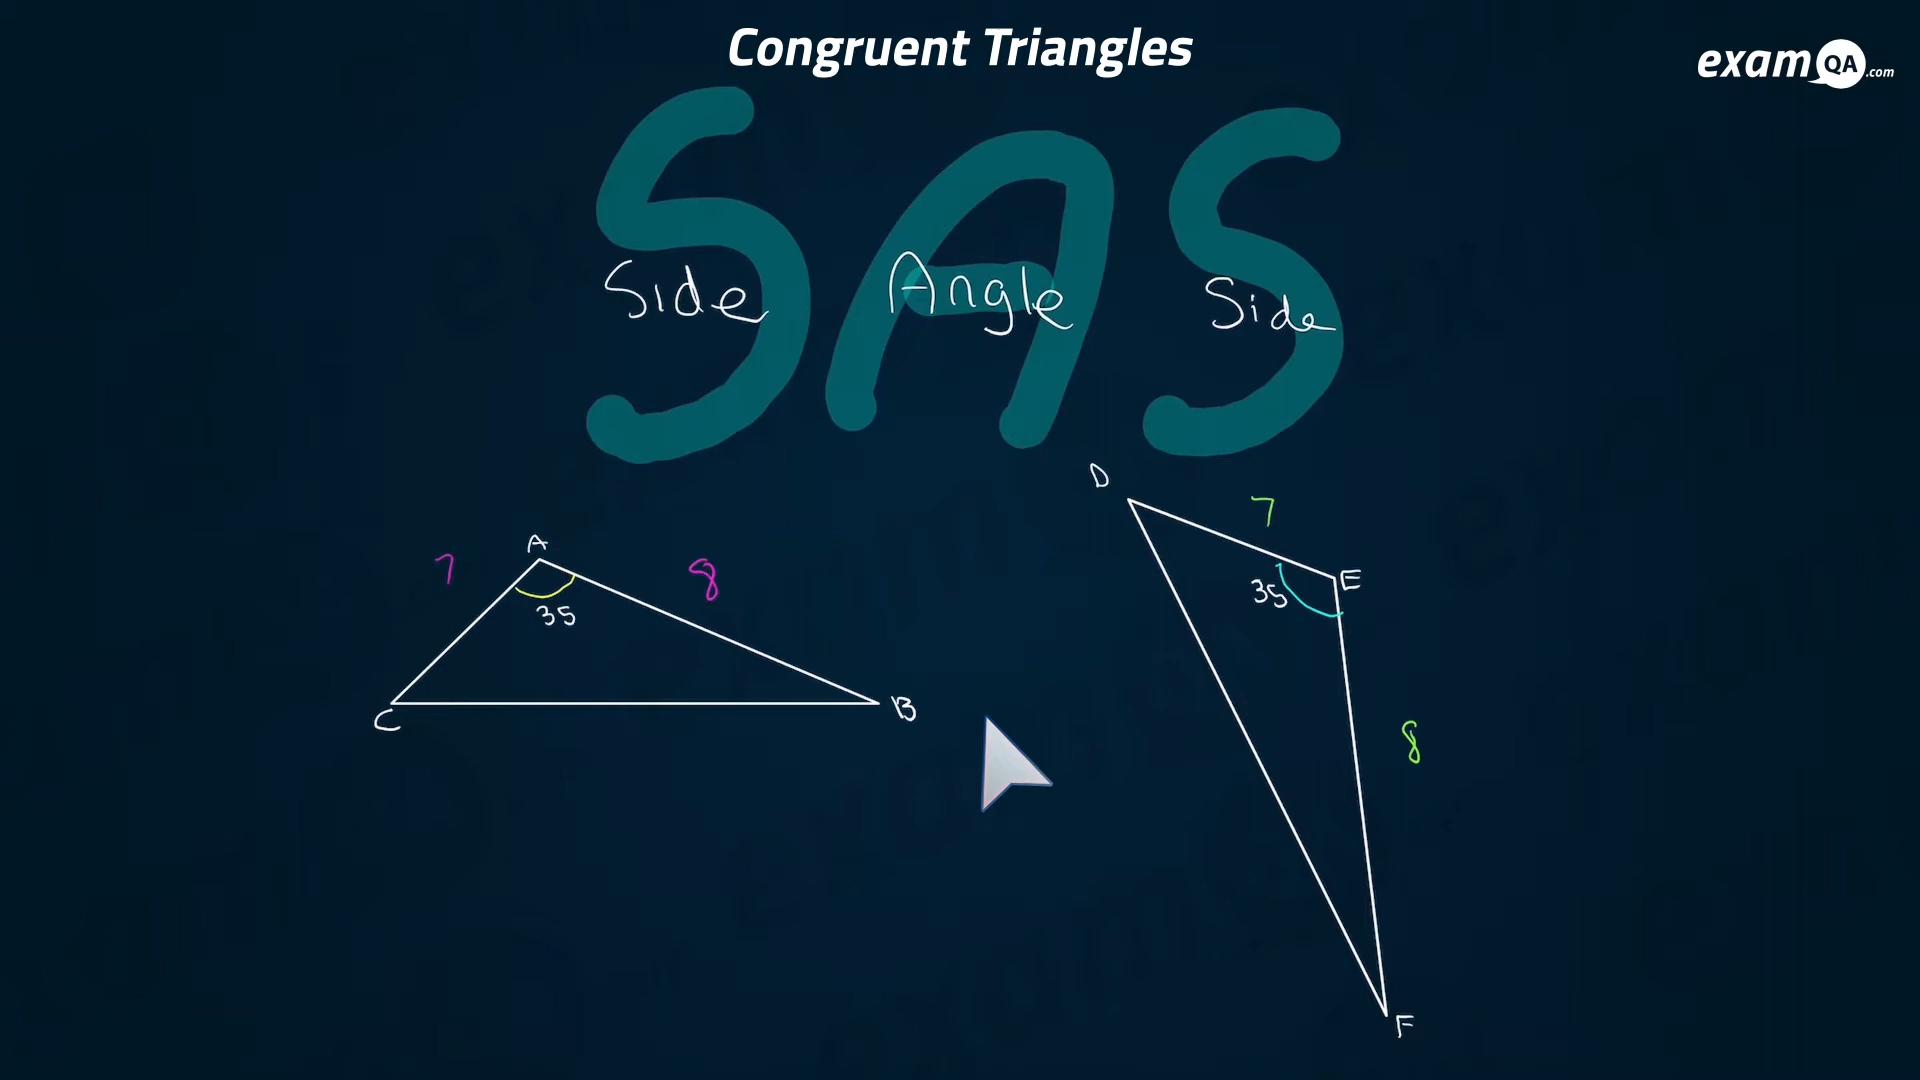 Congruent Triangles
examQA.com
SAS
Side Angle Side
D
7
A
7
8
E
35
35
C
B
8
F